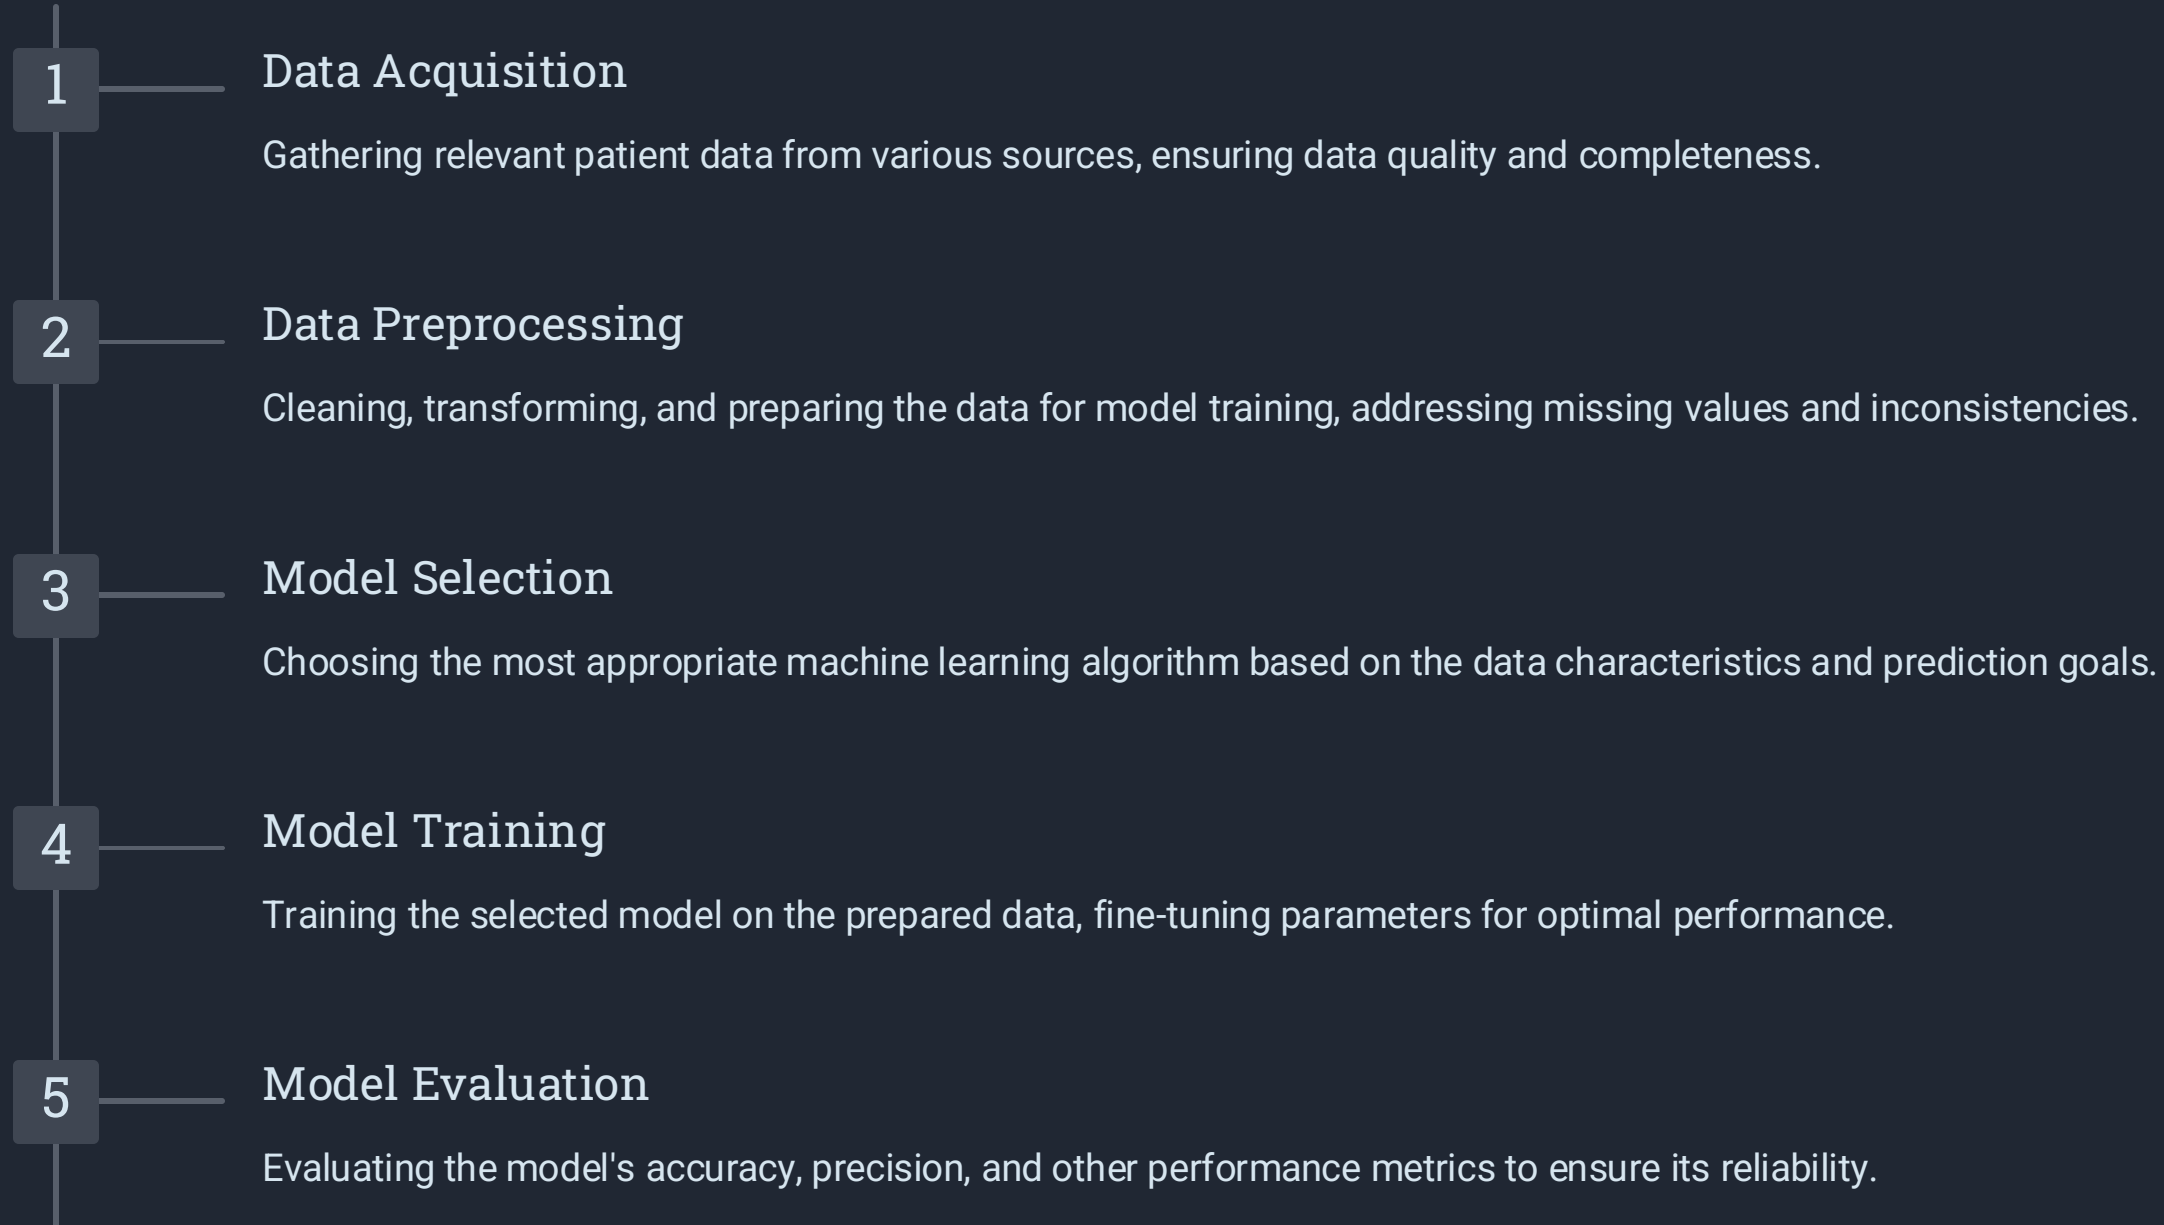 1
Data Acquisition
Gathering relevant patient data from various sources, ensuring data quality and completeness.
2
Data Preprocessing
Cleaning, transforming, and preparing the data for model training, addressing missing values and inconsistencies.
3
Model Selection
Choosing the most appropriate machine learning algorithm based on the data characteristics and prediction goals.
4
Model Training
Training the selected model on the prepared data, fine-tuning parameters for optimal performance.
5
Model Evaluation
Evaluating the model's accuracy, precision, and other performance metrics to ensure its reliability.